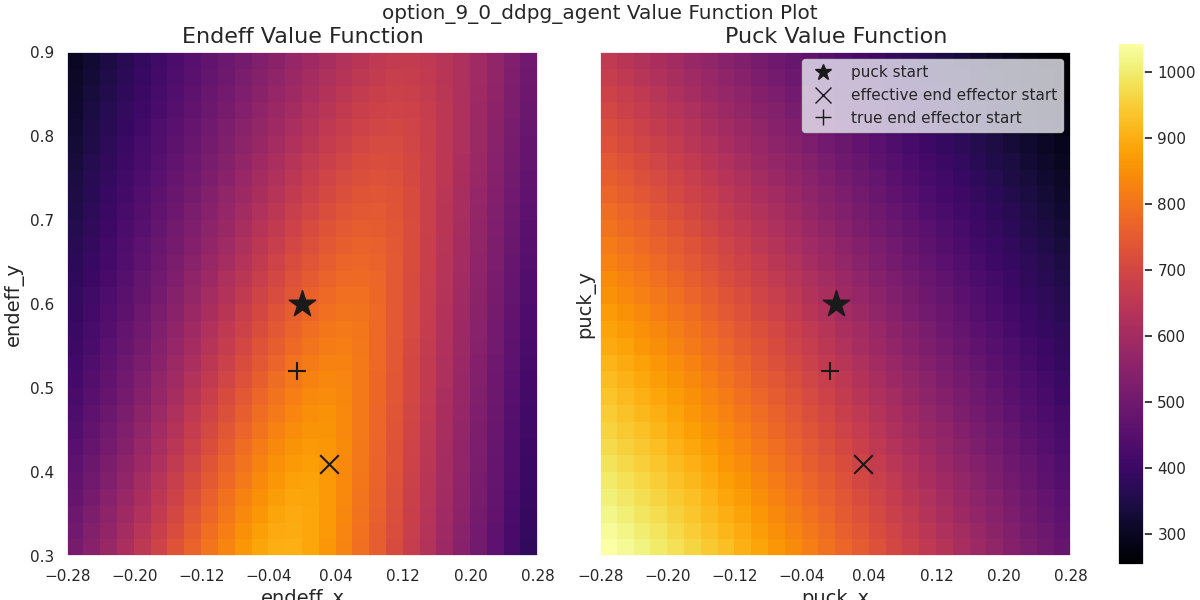 option_9_0_ddpg_agent Value Function Plot
Endeff Value Function
Puck Value Function
puck start
effective end effector start
true end effector start
0.9
0.8
0.7
0.6
0.5
0.4
0.3
endeff_y
puck_y
1000
900
800
700
600
500
400
300
−0.28 −0.20 −0.12 −0.04 0.04 0.12 0.20 0.28
−0.28 −0.20 −0.12 −0.04 0.04 0.12 0.20 0.28
endeff_x
puck_x